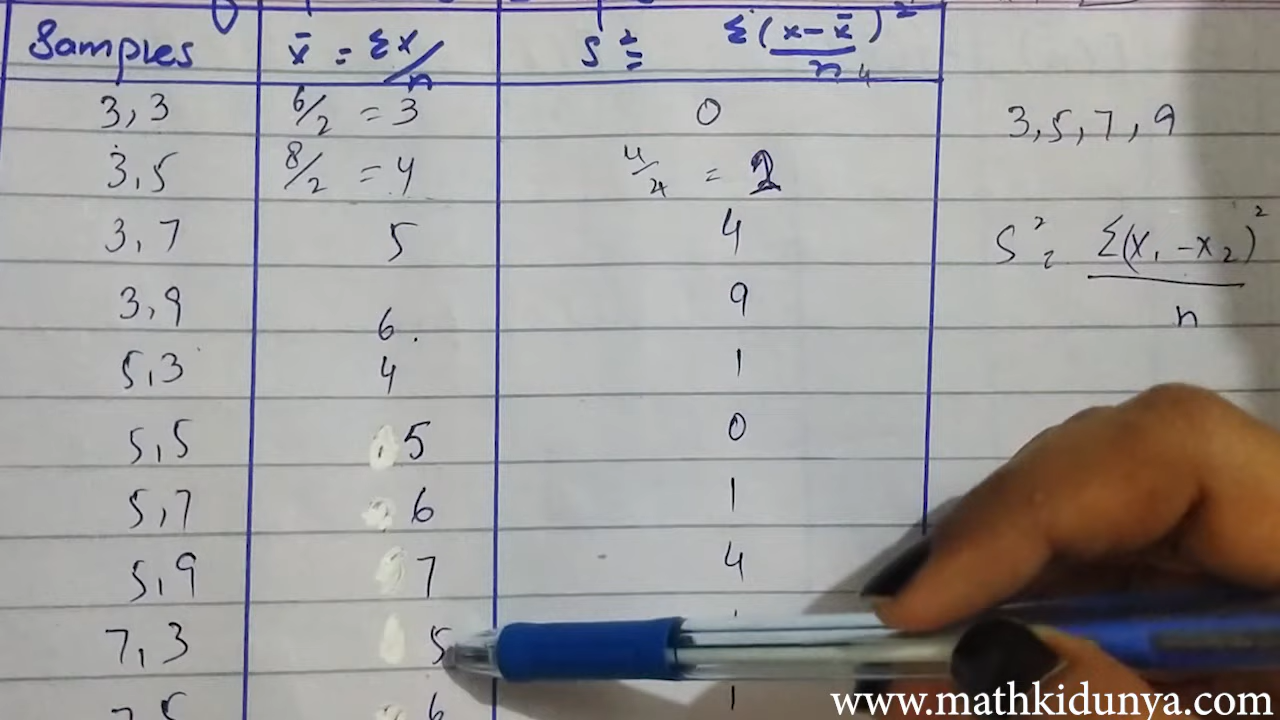 Samples x̄ = Σx/n S² = Σ(x-x̄)²/n
3,3 6/2 = 3 0
3,5 8/2 = 4 4/4 =
3,7 5 4
3,9 6. 9
5,3 4 1
5,5 5 0
5,7 6 1
5,9 7 4
7,3 5
7,5 6 1
3,5,7,9
S² = Σ(x₁-x₂)²/n
www.mathkidunya.com